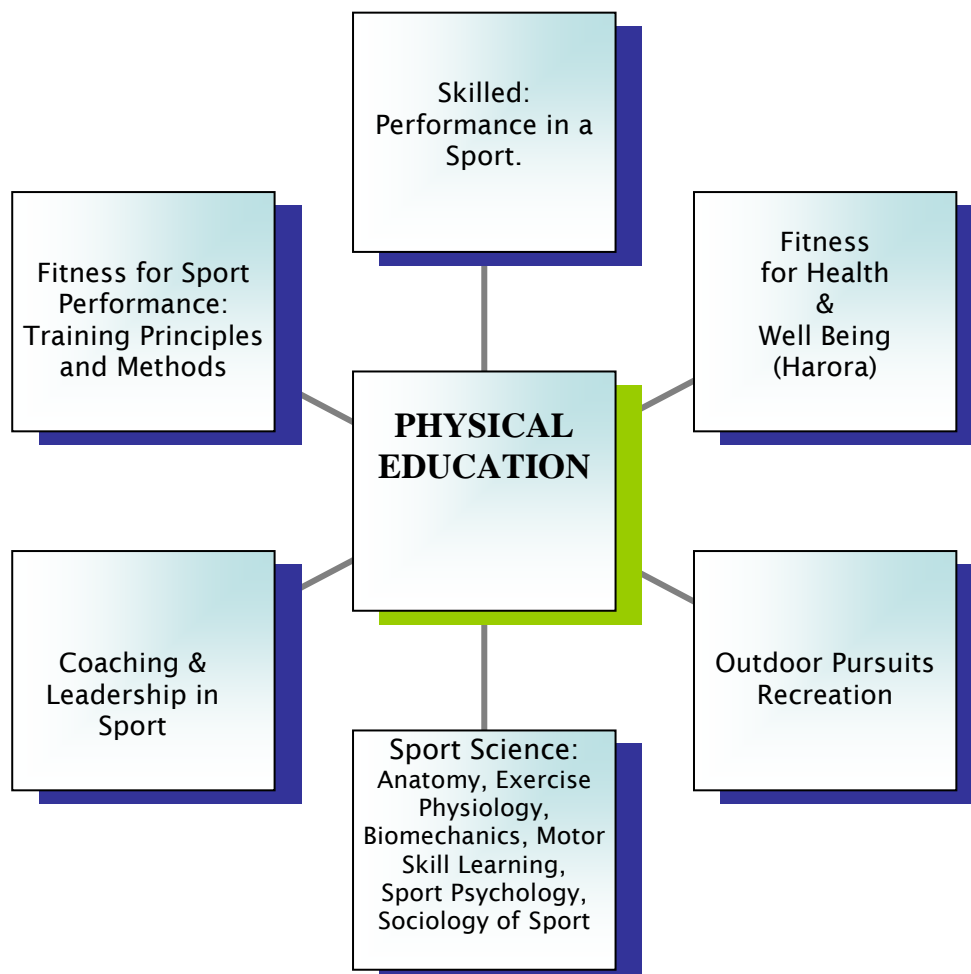 Skilled:
Performance in a
Sport.
Fitness for Sport
Performance:
Training Principles
and Methods
Fitness
for Health
&
Well Being
(Harora)
PHYSICAL
EDUCATION
Coaching &
Leadership in
Sport
Outdoor Pursuits
Recreation
Sport Science:
Anatomy, Exercise
Physiology,
Biomechanics, Motor
Skill Learning,
Sport Psychology,
Sociology of Sport